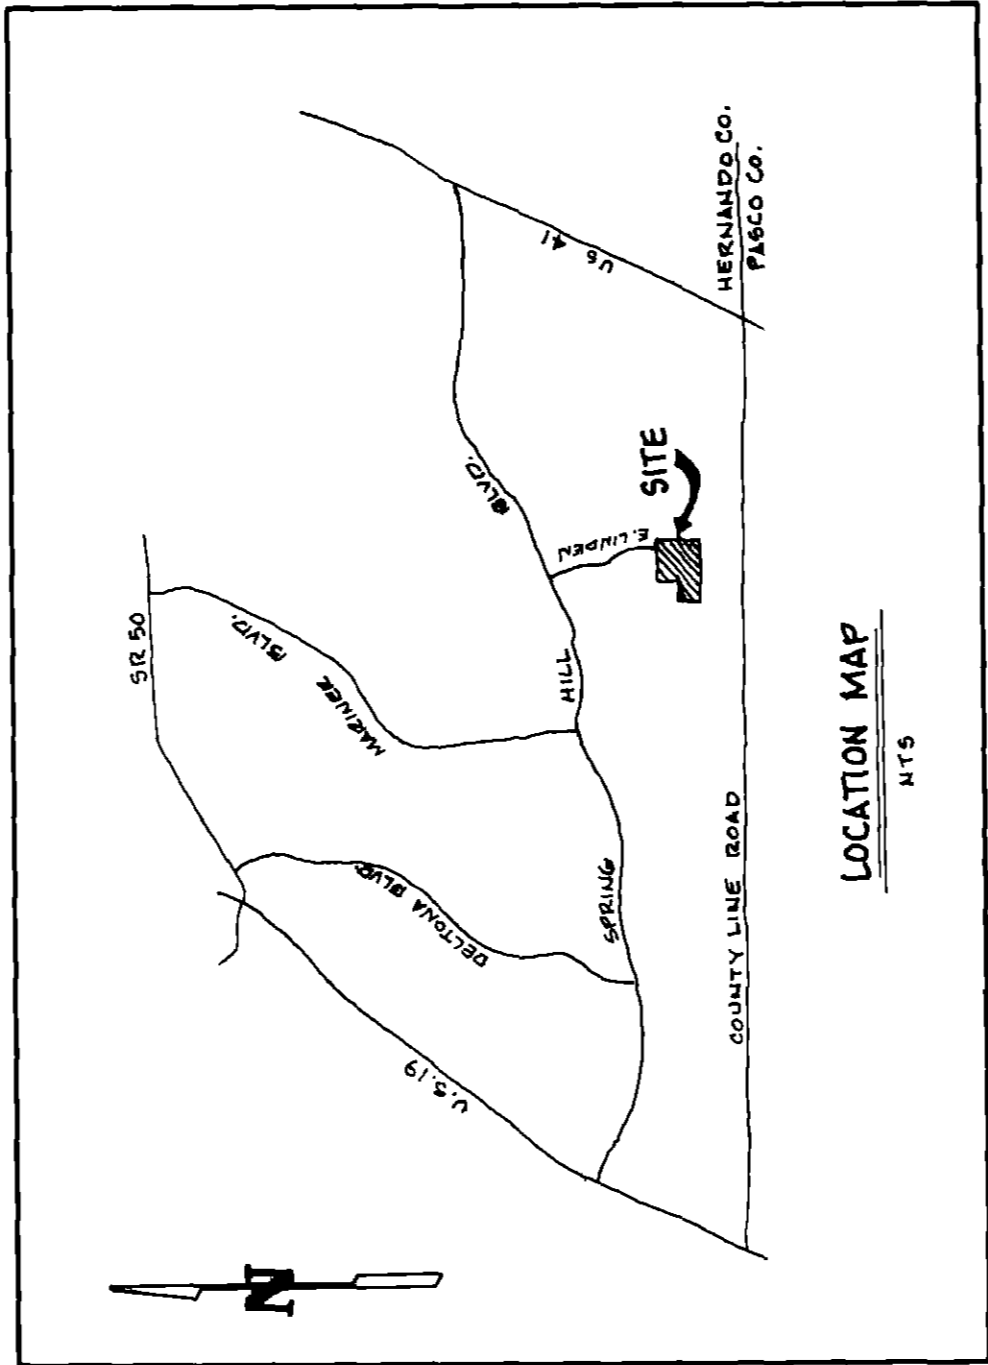 SR 50
MARINER BLVD.
DELTONA BLVD.
U.S. 19
SPRING HILL BLVD.
E. LINDEN
SITE
US 41
HERNANDO CO.
PASCO CO.
COUNTY LINE ROAD
N
LOCATION MAP
NTS